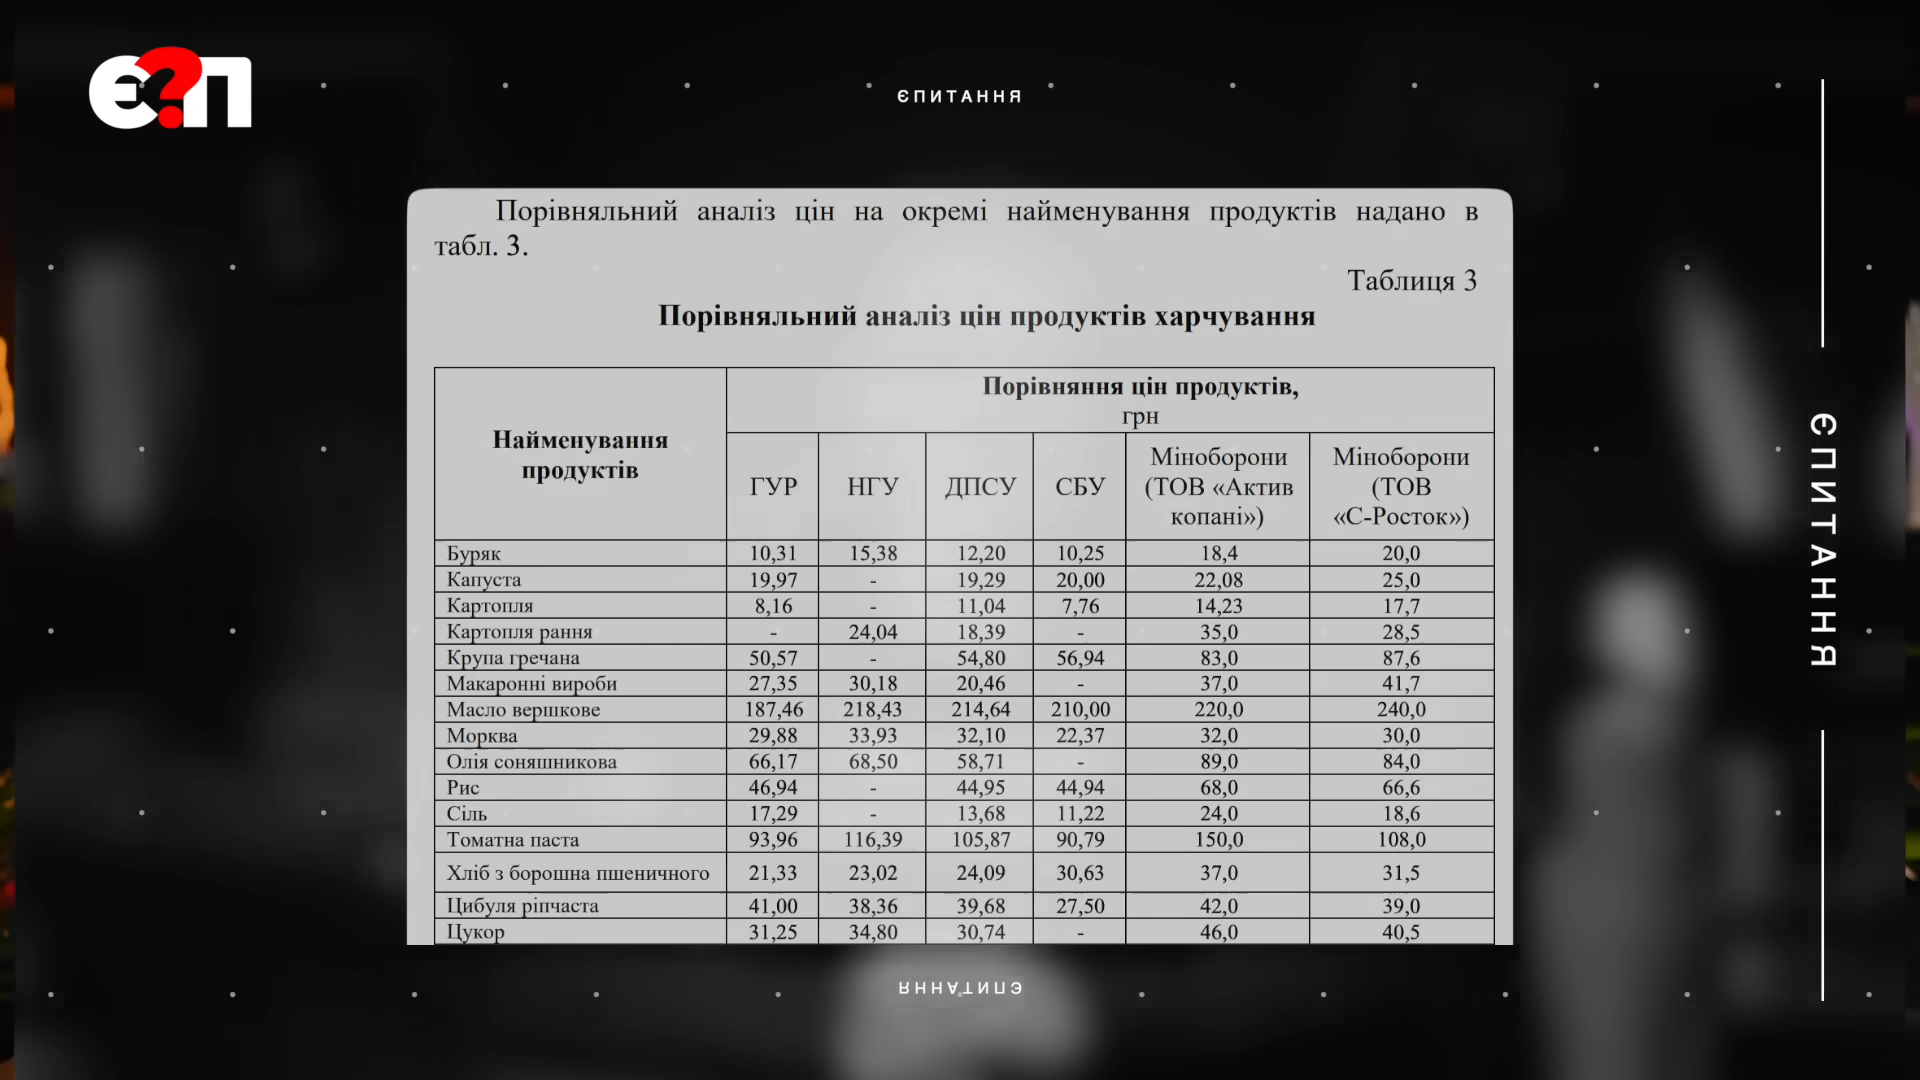 Є?П
ЄПИТАННЯ
Порівняльний аналіз цін на окремі найменування продуктів надано в
табл. 3.
Таблиця 3
Порівняльний аналіз цін продуктів харчування
Найменування
продуктів
Порівняння цін продуктів,
грн
ГУР НГУ ДПСУ СБУ Міноборони (ТОВ «Актив копані») Міноборони (ТОВ «С-Росток»)
Буряк 10,31 15,38 12,20 10,25 18,4 20,0
Капуста 19,97 - 19,29 20,00 22,08 25,0
Картопля 8,16 - 11,04 7,76 14,23 17,7
Картопля рання - 24,04 18,39 - 35,0 28,5
Крупа гречана 50,57 - 54,80 56,94 83,0 87,6
Макаронні вироби 27,35 30,18 20,46 - 37,0 41,7
Масло вершкове 187,46 218,43 214,64 210,00 220,0 240,0
Морква 29,88 33,93 32,10 22,37 32,0 30,0
Олія соняшникова 66,17 68,50 58,71 - 89,0 84,0
Рис 46,94 - 44,95 44,94 68,0 66,6
Сіль 17,29 - 13,68 11,22 24,0 18,6
Томатна паста 93,96 116,39 105,87 90,79 150,0 108,0
Хліб з борошна пшеничного 21,33 23,02 24,09 30,63 37,0 31,5
Цибуля ріпчаста 41,00 38,36 39,68 27,50 42,0 39,0
Цукор 31,25 34,80 30,74 - 46,0 40,5
ЄПИТАННЯ
ЄПИТАННЯ